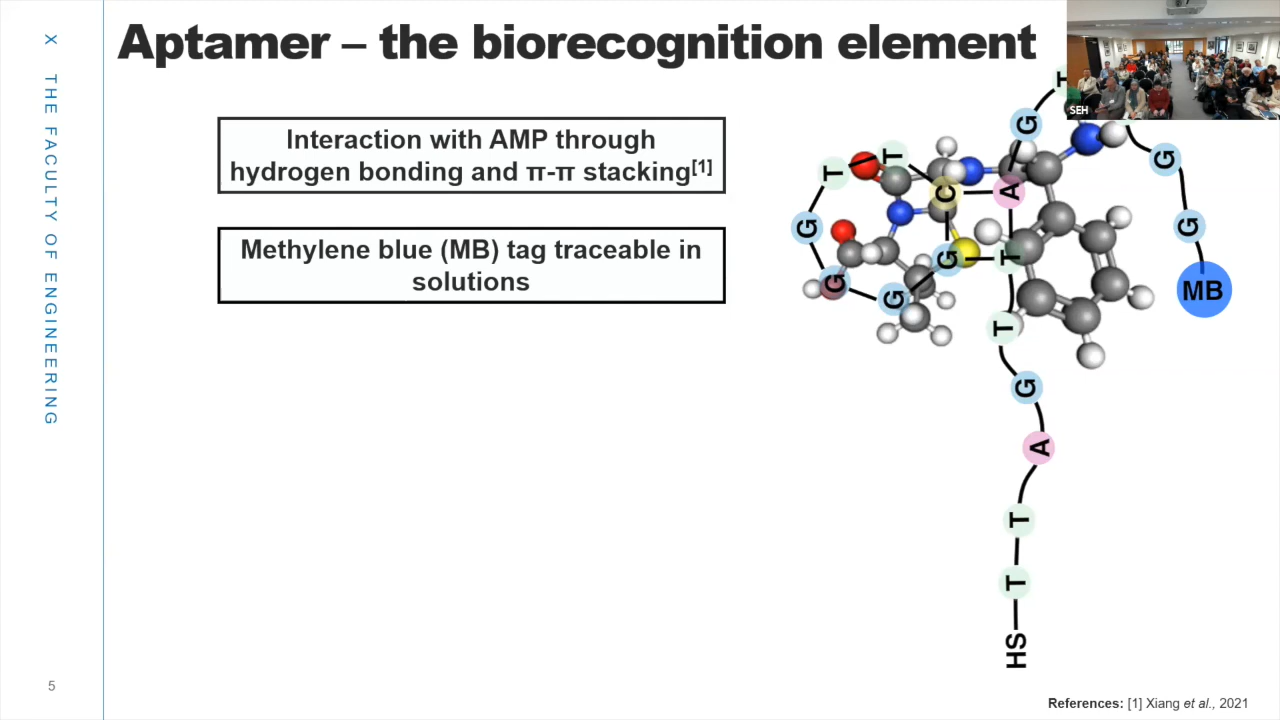 X THE FACULTY OF ENGINEERING
Aptamer – the biorecognition element
Interaction with AMP through
hydrogen bonding and π-π stacking[1]
Methylene blue (MB) tag traceable in
solutions
SEH
T
G
G
G
MB
T
T
G
G
G
C
A
G
T
T
G
A
T
T
HS
5
References: [1] Xiang et al., 2021